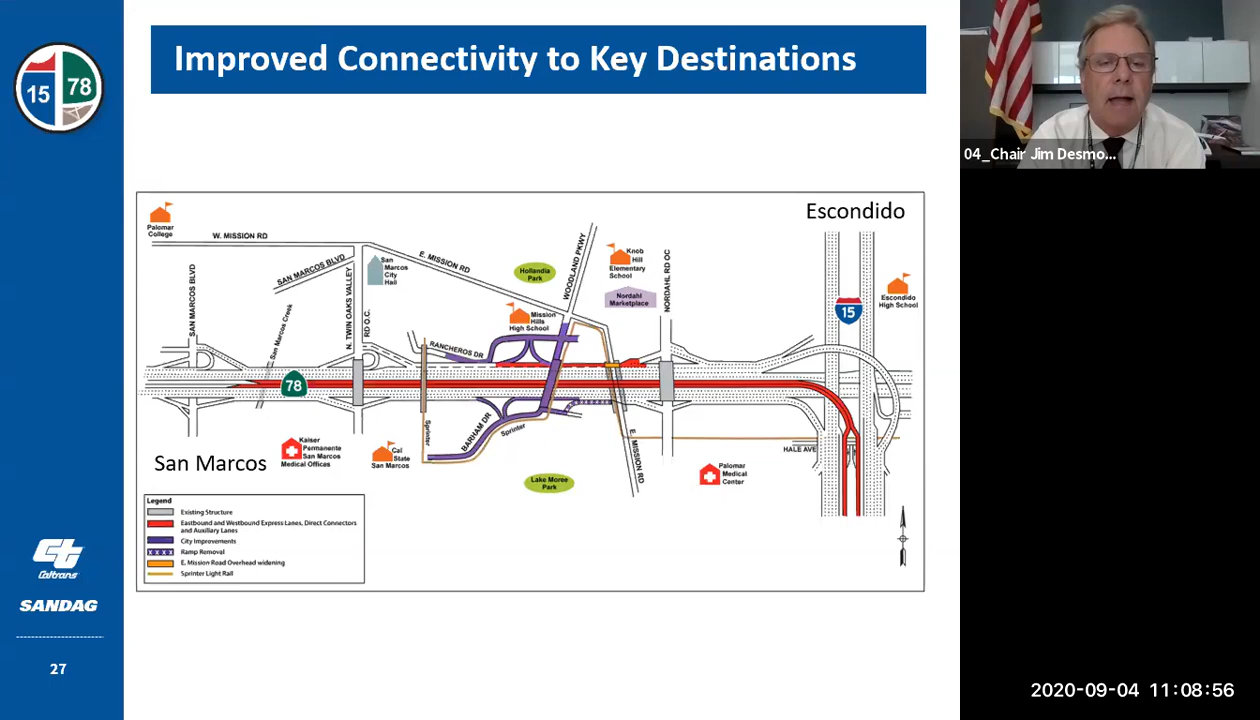 Improved Connectivity to Key Destinations
15
78
04_Chair Jim Desmo...
Escondido
Palomar
College
W. MISSION RD
SAN MARCOS BLVD
SAN MARCOS BLVD
San Marcos Creek
N. TWIN OAKS VALLEY
RD O.C.
San
Marcos
City
Hall
E. MISSION RD
Hollandia
Park
WOODLAND PKWY
Knob
Hill
Elementary
School
Nordahl
Marketplace
NORDAHL RD OC
15
Escondido
High School
Mission
Hills
High School
RANCHEROS DR
78
Sprinter
BARHAM DR
Sprinter
E. MISSION RD
HALE AVE
San Marcos
Kaiser
Permanente
San Marcos
Medical Offices
Cal
State
San Marcos
Lake Moree
Park
Palomar
Medical
Center
Legend
Existing Structure
Eastbound and Westbound Express Lanes, Direct Connectors
and Auxiliary Lanes
City Improvements
Ramp Removal
E. Mission Road Overhead widening
Sprinter Light Rail
Caltrans
SANDAG
27
2020-09-04 11:08:56